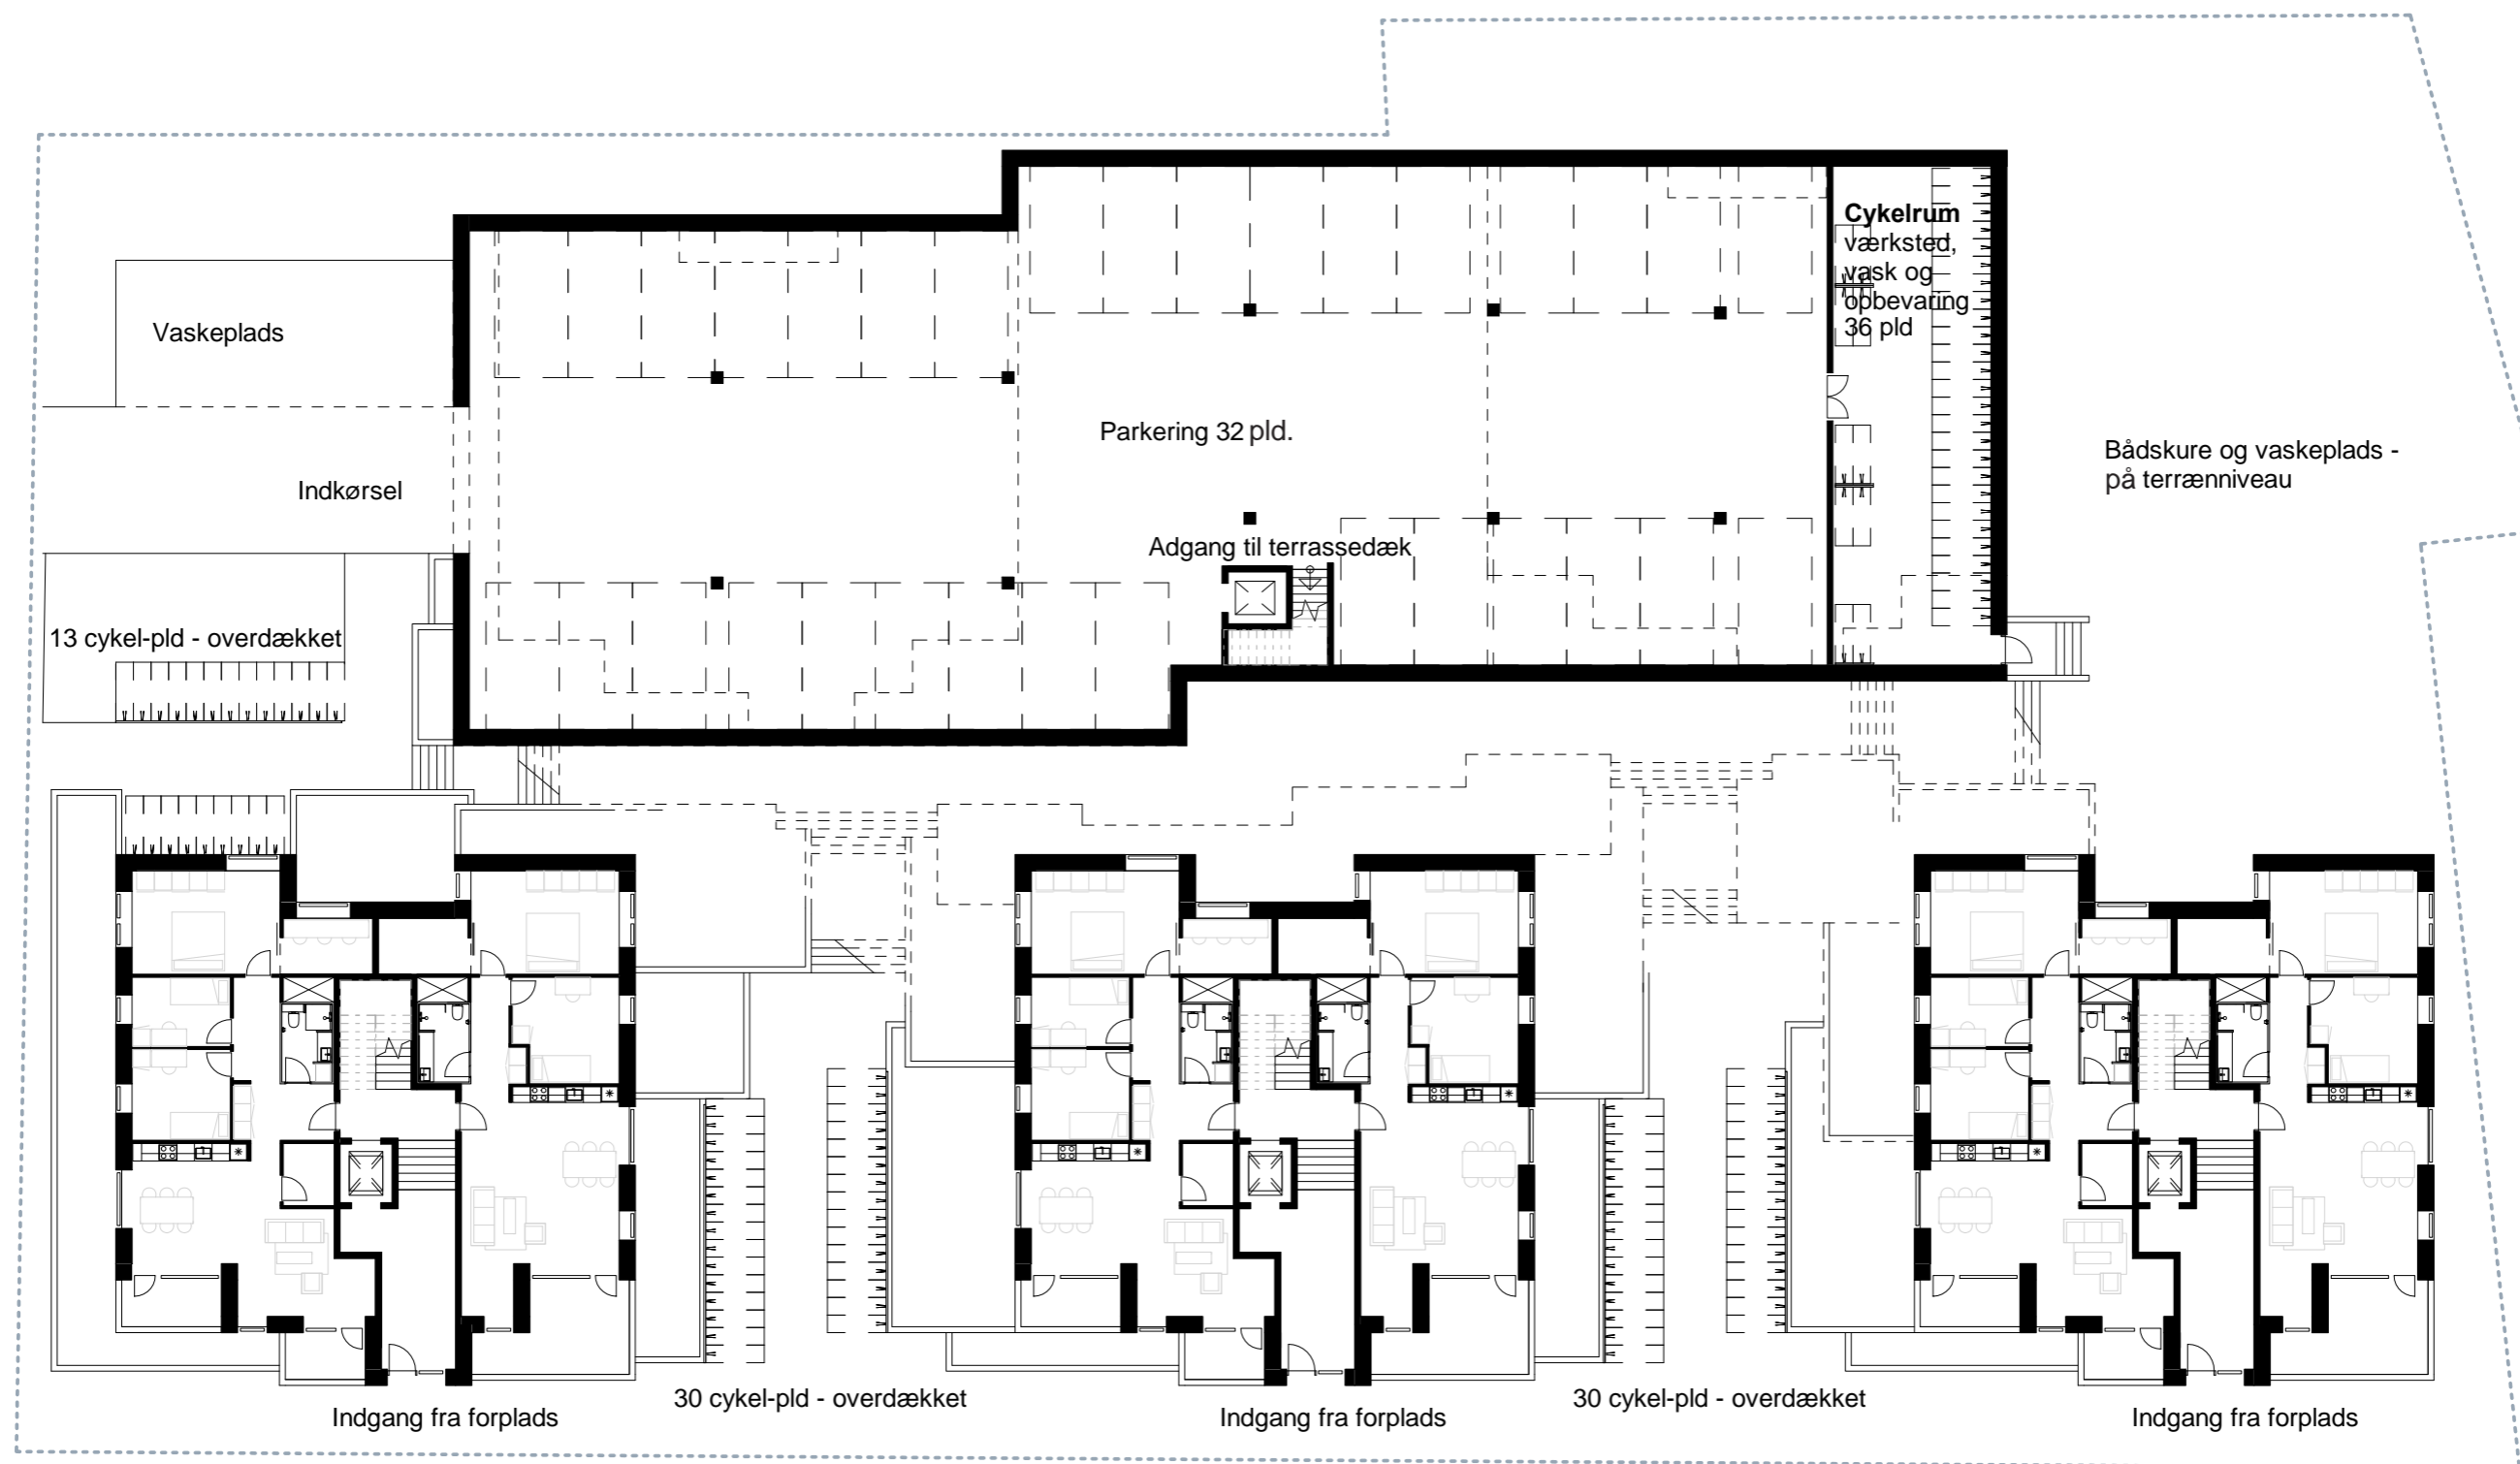 Cykelrum
værksted,
vask og
opbevaring
36 pld
Vaskeplads
Parkering 32 pld.
Bådskure og vaskeplads -
på terrænniveau
Indkørsel
Adgang til terrassedæk
13 cykel-pld - overdækket
30 cykel-pld - overdækket
30 cykel-pld - overdækket
Indgang fra forplads
Indgang fra forplads
Indgang fra forplads